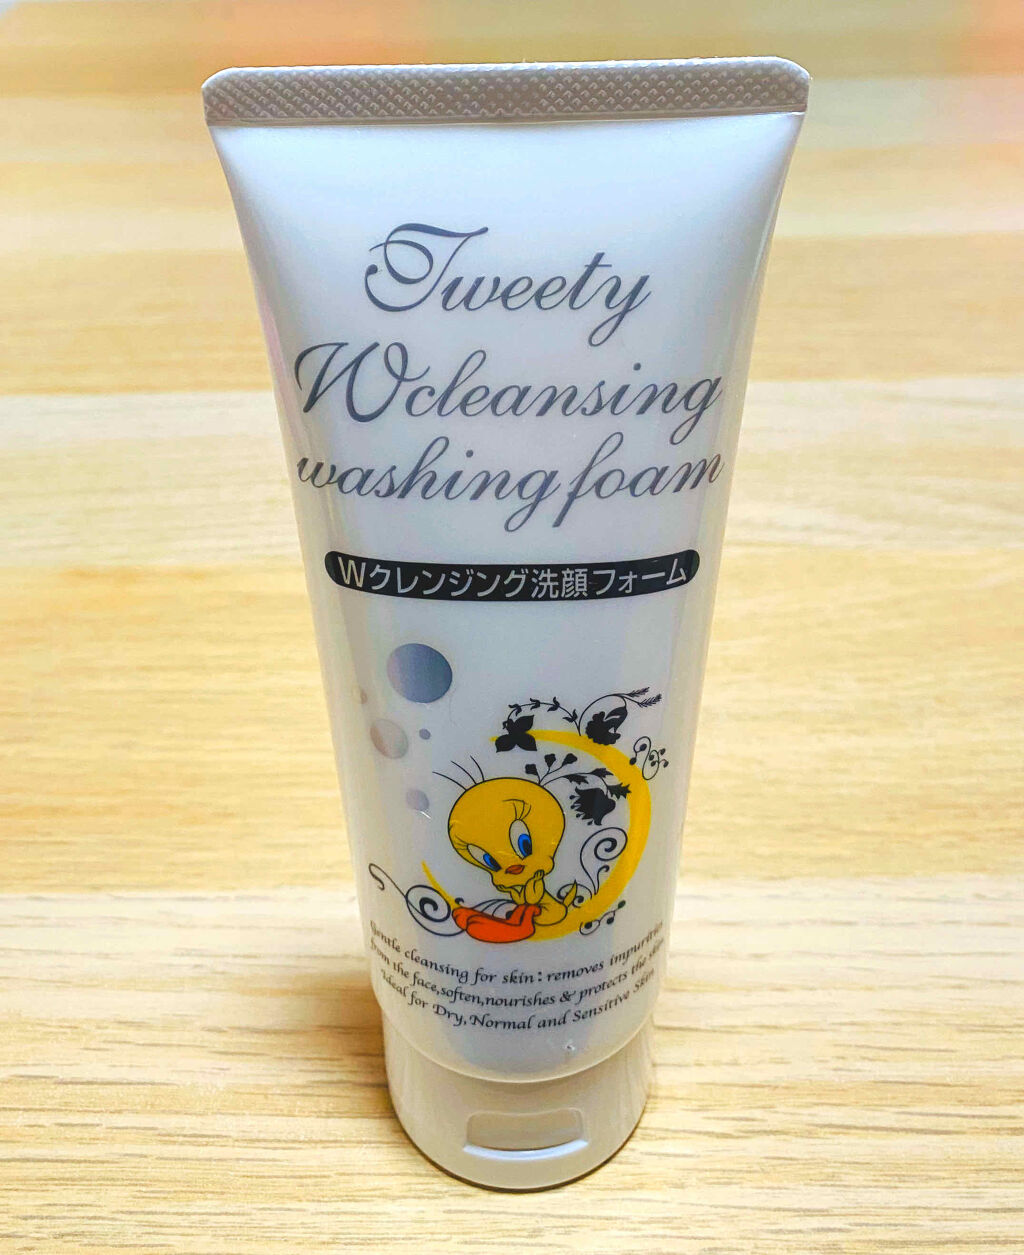 Tweety
Wcleansing
washing foam
Wクレンジング洗顔フォーム
Gentle cleansing for skin:removes impurities
from the face,soften,nourishes & protects the skin
Ideal for Dry,Normal and Sensitive Skin